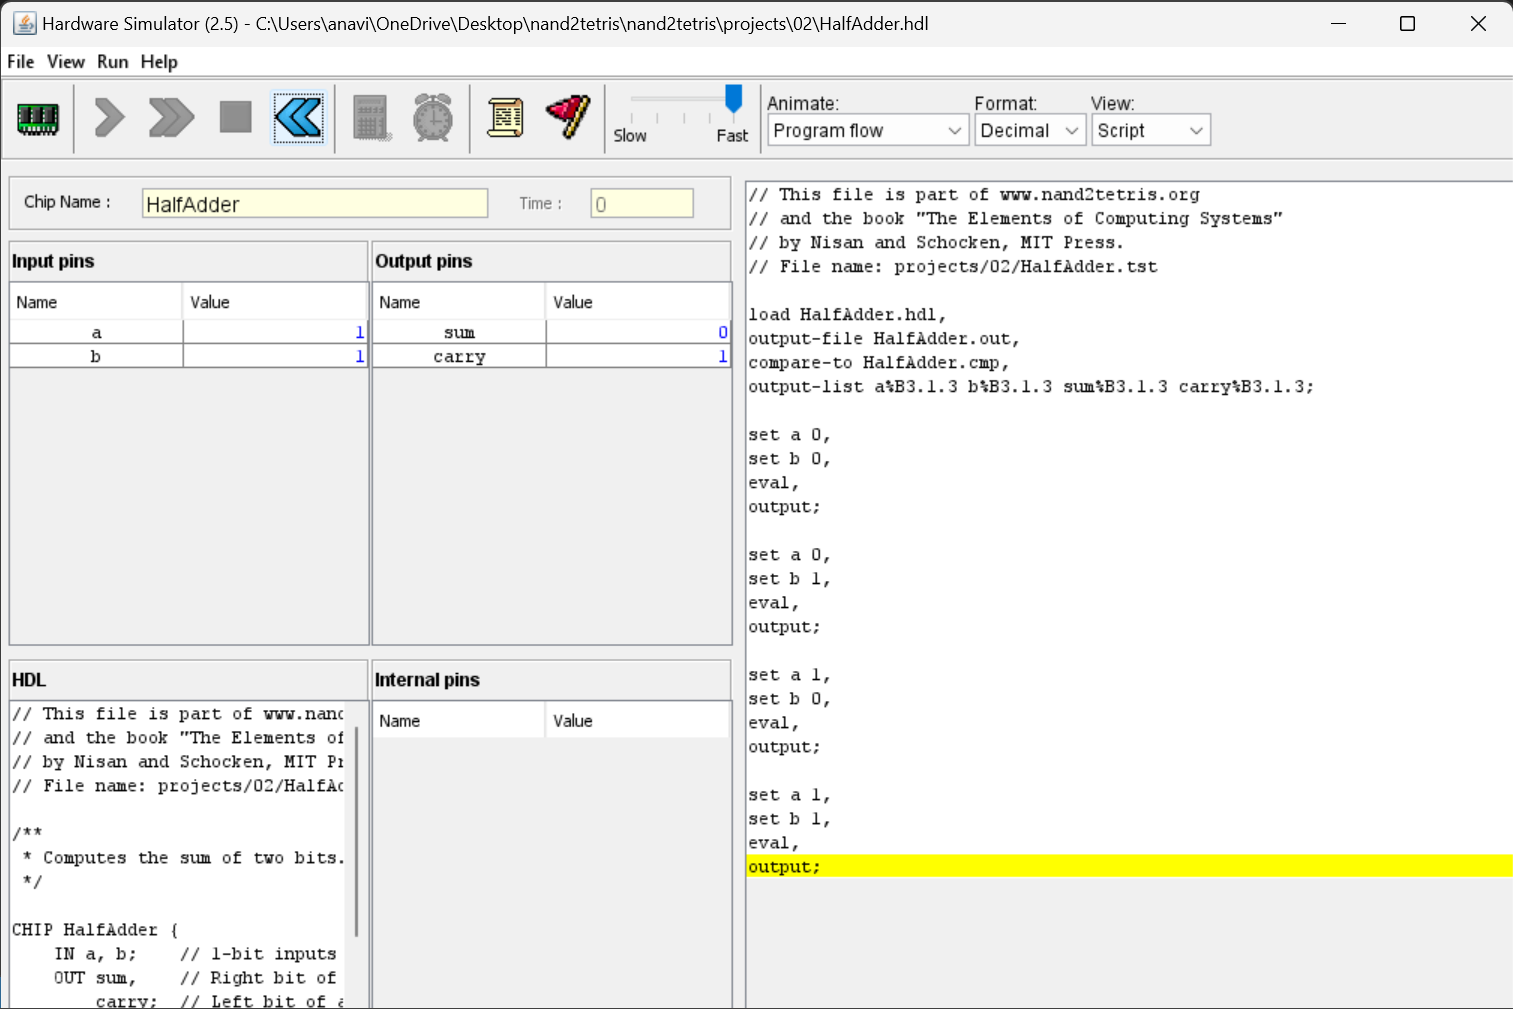 Hardware Simulator (2.5) - C:\Users\anavi\OneDrive\Desktop\nand2tetris\nand2tetris\projects\02\HalfAdder.hdl
File View Run Help
Slow Fast
Animate: Format: View:
Program flow Decimal Script
Chip Name : HalfAdder Time : 0
Input pins
Name Value
a 1
b 1
Output pins
Name Value
sum 0
carry 1
HDL
// This file is part of www.nand
// and the book "The Elements of
// by Nisan and Schocken, MIT Pr
// File name: projects/02/HalfAd
/**
* Computes the sum of two bits.
*/
CHIP HalfAdder {
IN a, b; // 1-bit inputs
OUT sum, // Right bit of
carry; // Left bit of a
Internal pins
Name Value
// This file is part of www.nand2tetris.org
// and the book "The Elements of Computing Systems"
// by Nisan and Schocken, MIT Press.
// File name: projects/02/HalfAdder.tst
load HalfAdder.hdl,
output-file HalfAdder.out,
compare-to HalfAdder.cmp,
output-list a%B3.1.3 b%B3.1.3 sum%B3.1.3 carry%B3.1.3;
set a 0,
set b 0,
eval,
output;
set a 0,
set b 1,
eval,
output;
set a 1,
set b 0,
eval,
output;
set a 1,
set b 1,
eval,
output;